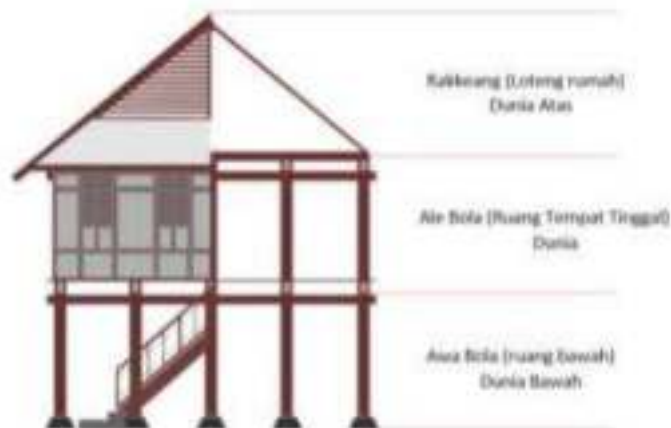 Rakkeang (Loteng rumah)
Dunia Atas
Ale Bola (Ruang Tempat Tinggal)
Dunia
Awa Bola (ruang bawah)
Dunia Bawah